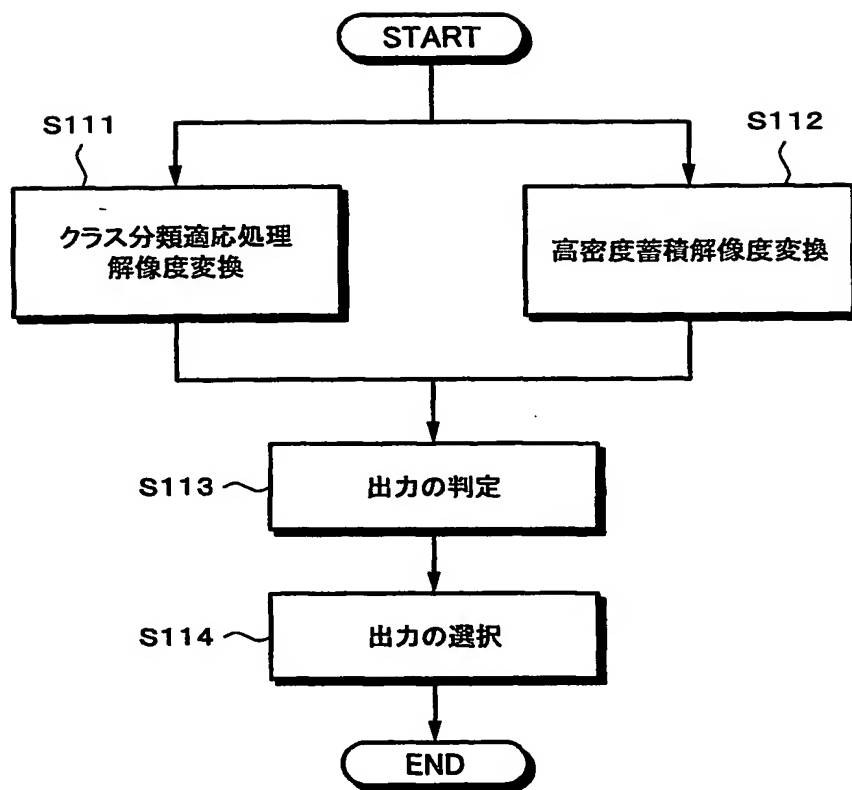 START
S111
S112
クラス分類適応処理
解像度変換
高密度蓄積解像度変換
S113
出力の判定
S114
出力の選択
END